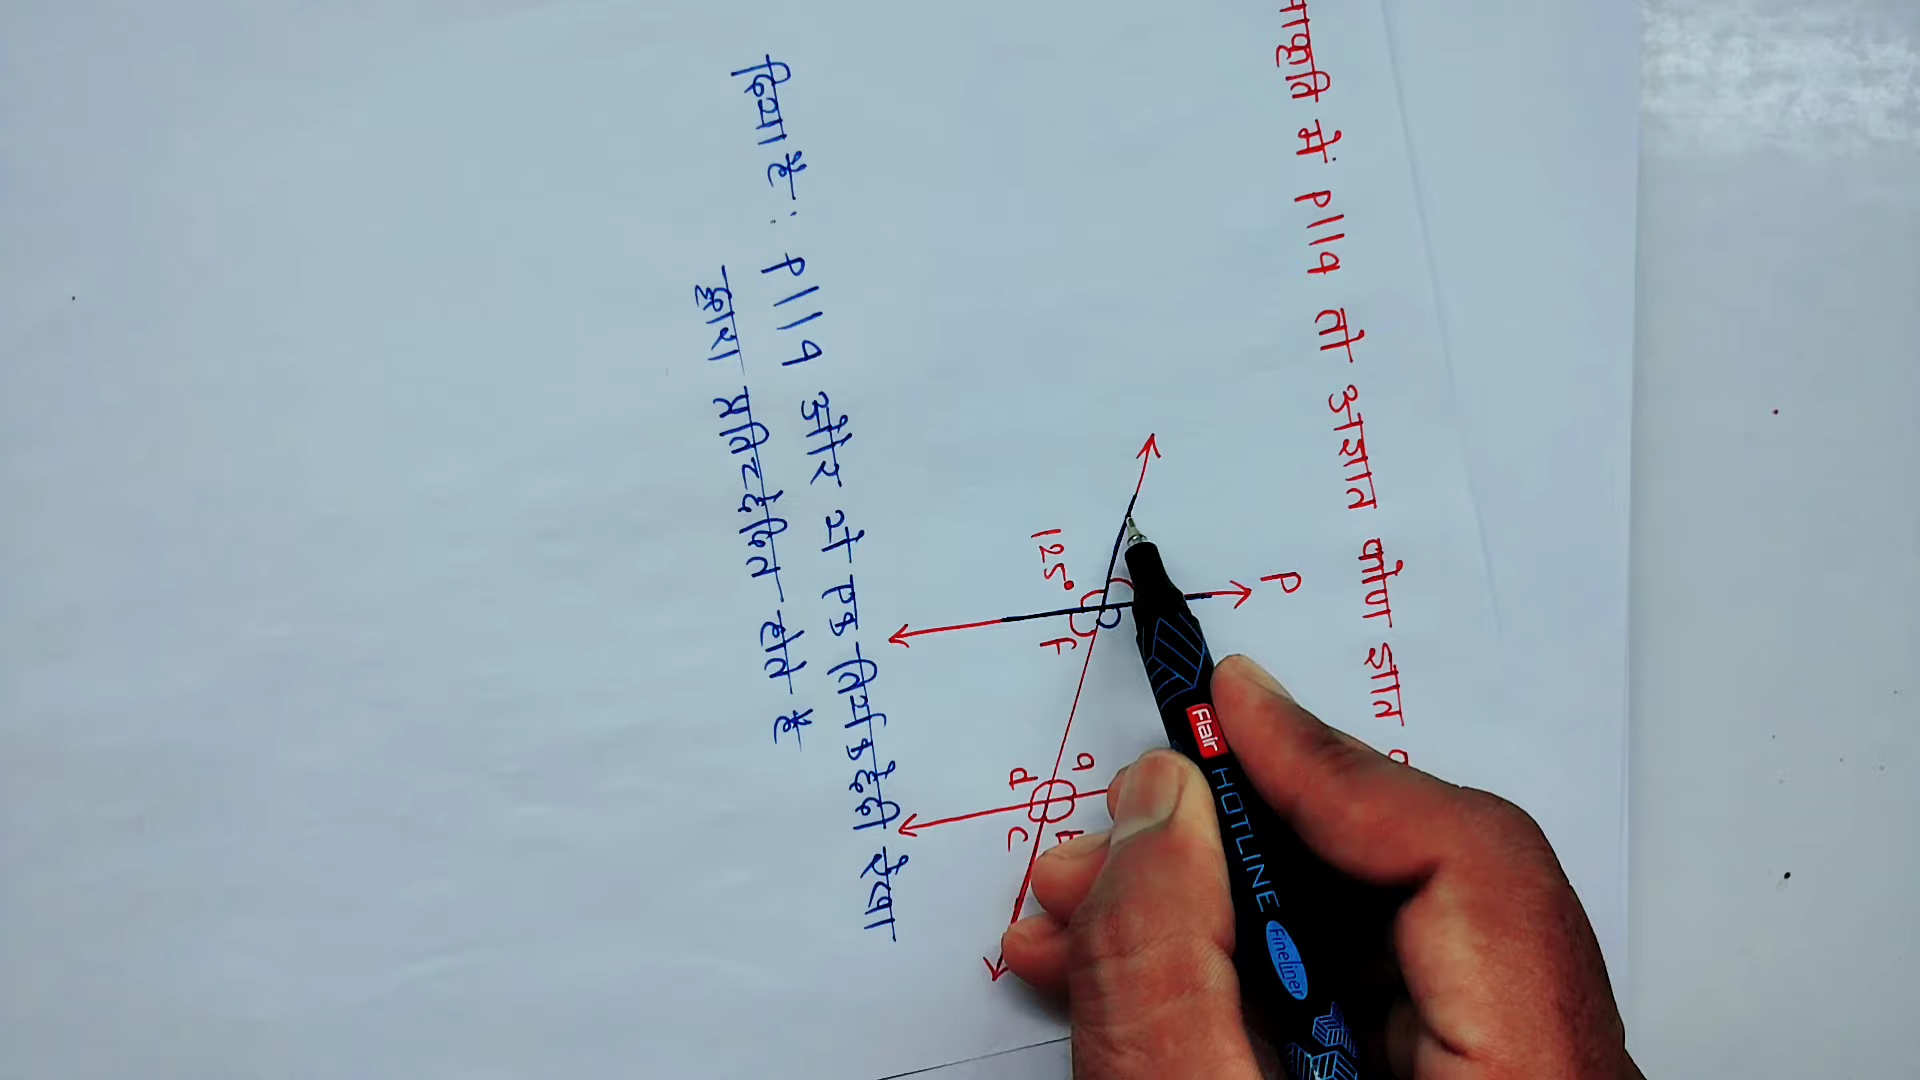 आकृति में P||q तो अज्ञात कोण ज्ञात
P
125°
f
a
d
c
दिया है : P||q और ये एक तिर्यक छेदी रेखा
द्वारा प्रतिच्छेदित होते है
Flair
HOTLINE
Fineliner